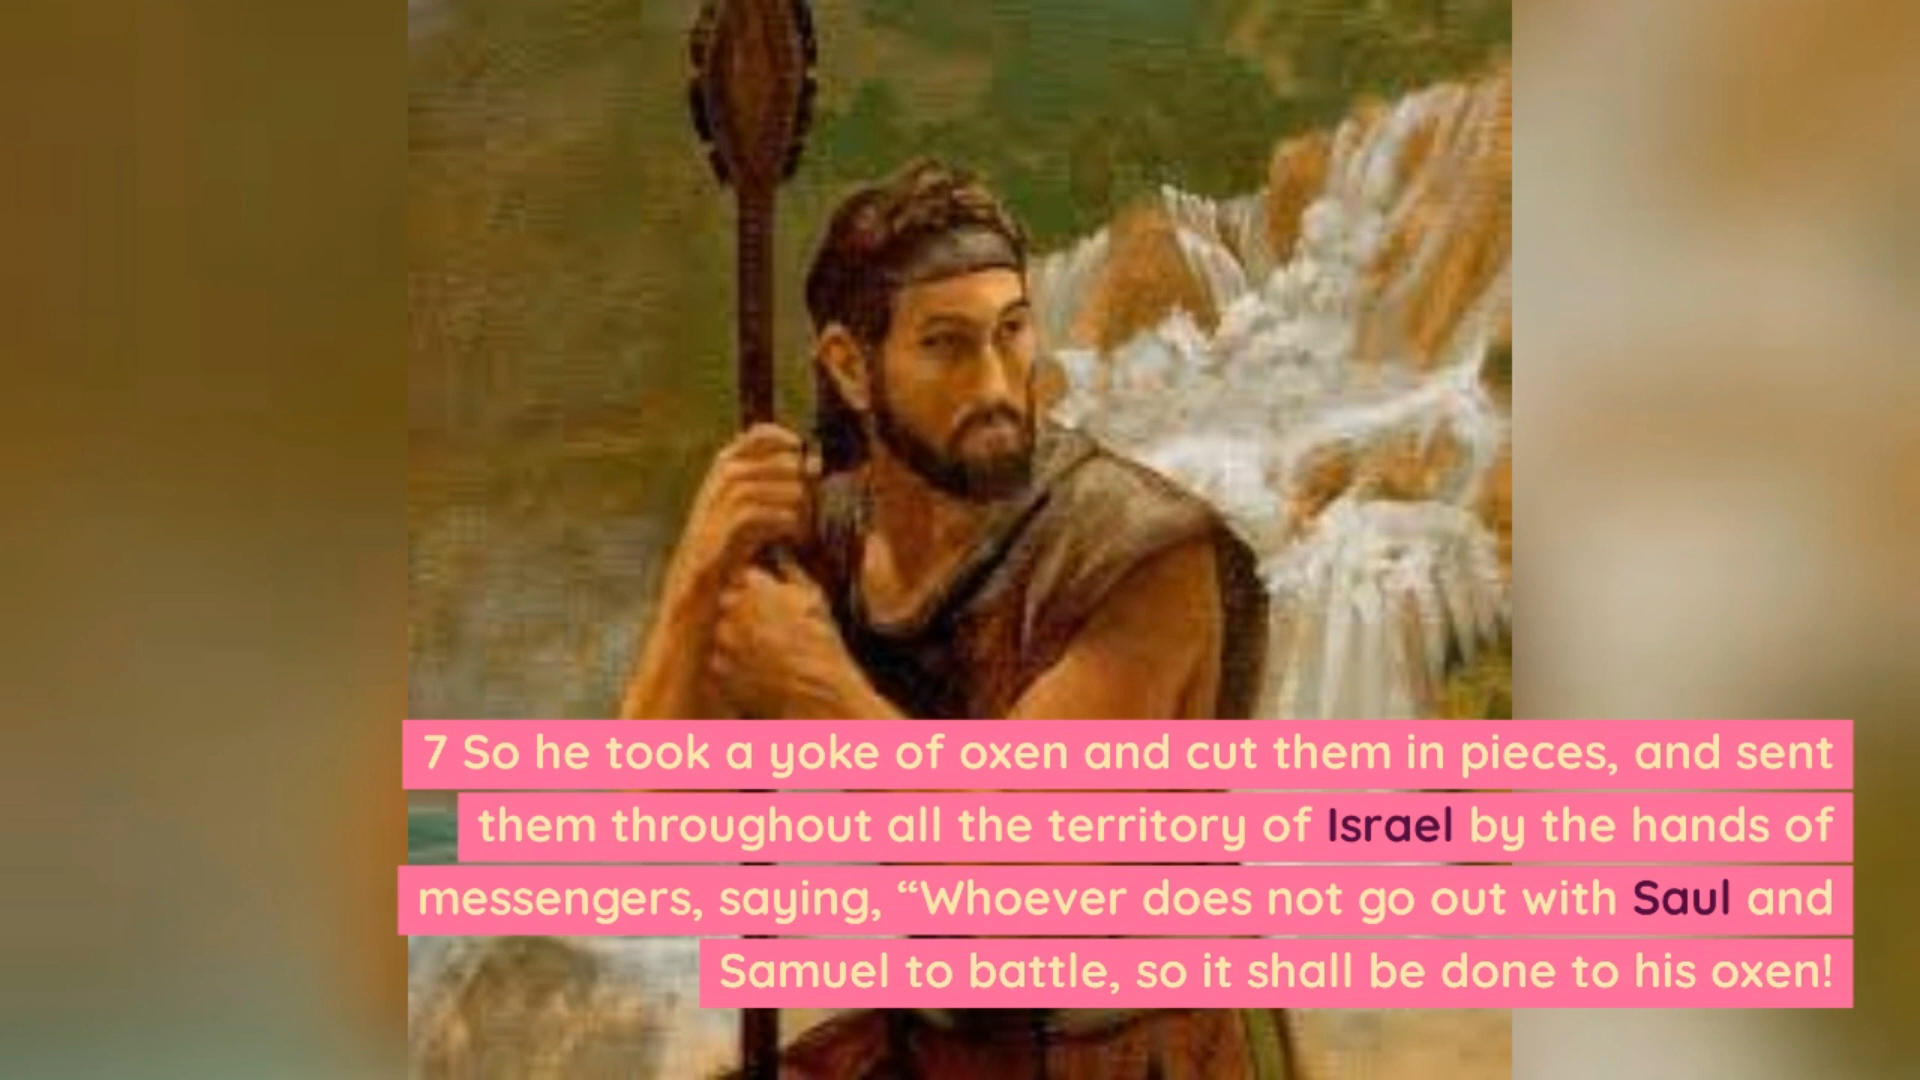 7 So he took a yoke of oxen and cut them in pieces, and sent
them throughout all the territory of Israel by the hands of
messengers, saying, “Whoever does not go out with Saul and
Samuel to battle, so it shall be done to his oxen!